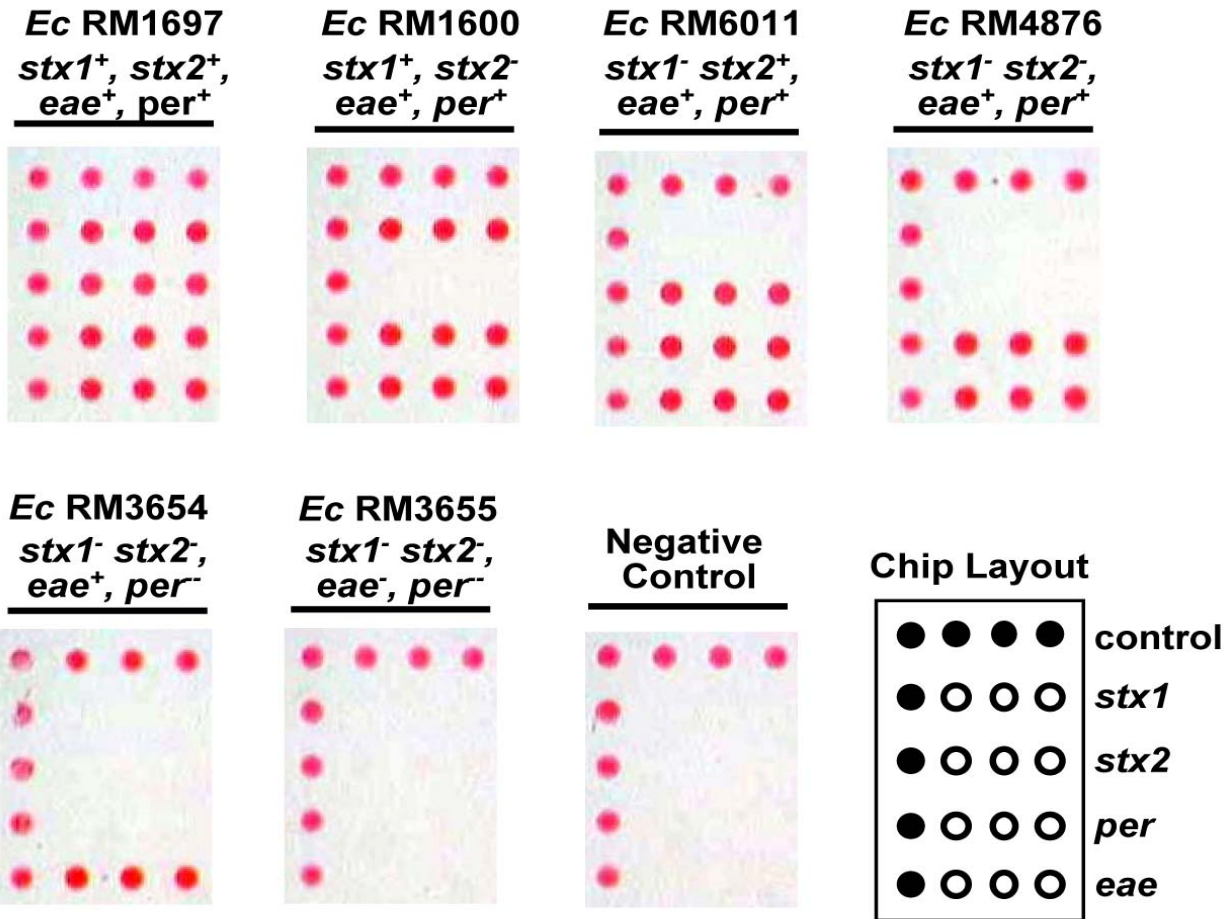 Ec RM1697
stx1⁺, stx2⁺,
eae⁺, per⁺
Ec RM1600
stx1⁺, stx2⁻
eae⁺, per⁺
Ec RM6011
stx1⁻ stx2⁺,
eae⁺, per⁺
Ec RM4876
stx1⁻ stx2⁻,
eae⁺, per⁺
Ec RM3654
stx1⁻ stx2⁻,
eae⁺, per⁻⁻
Ec RM3655
stx1⁻ stx2⁻,
eae⁻, per⁻⁻
Negative
Control
Chip Layout
control
stx1
stx2
per
eae